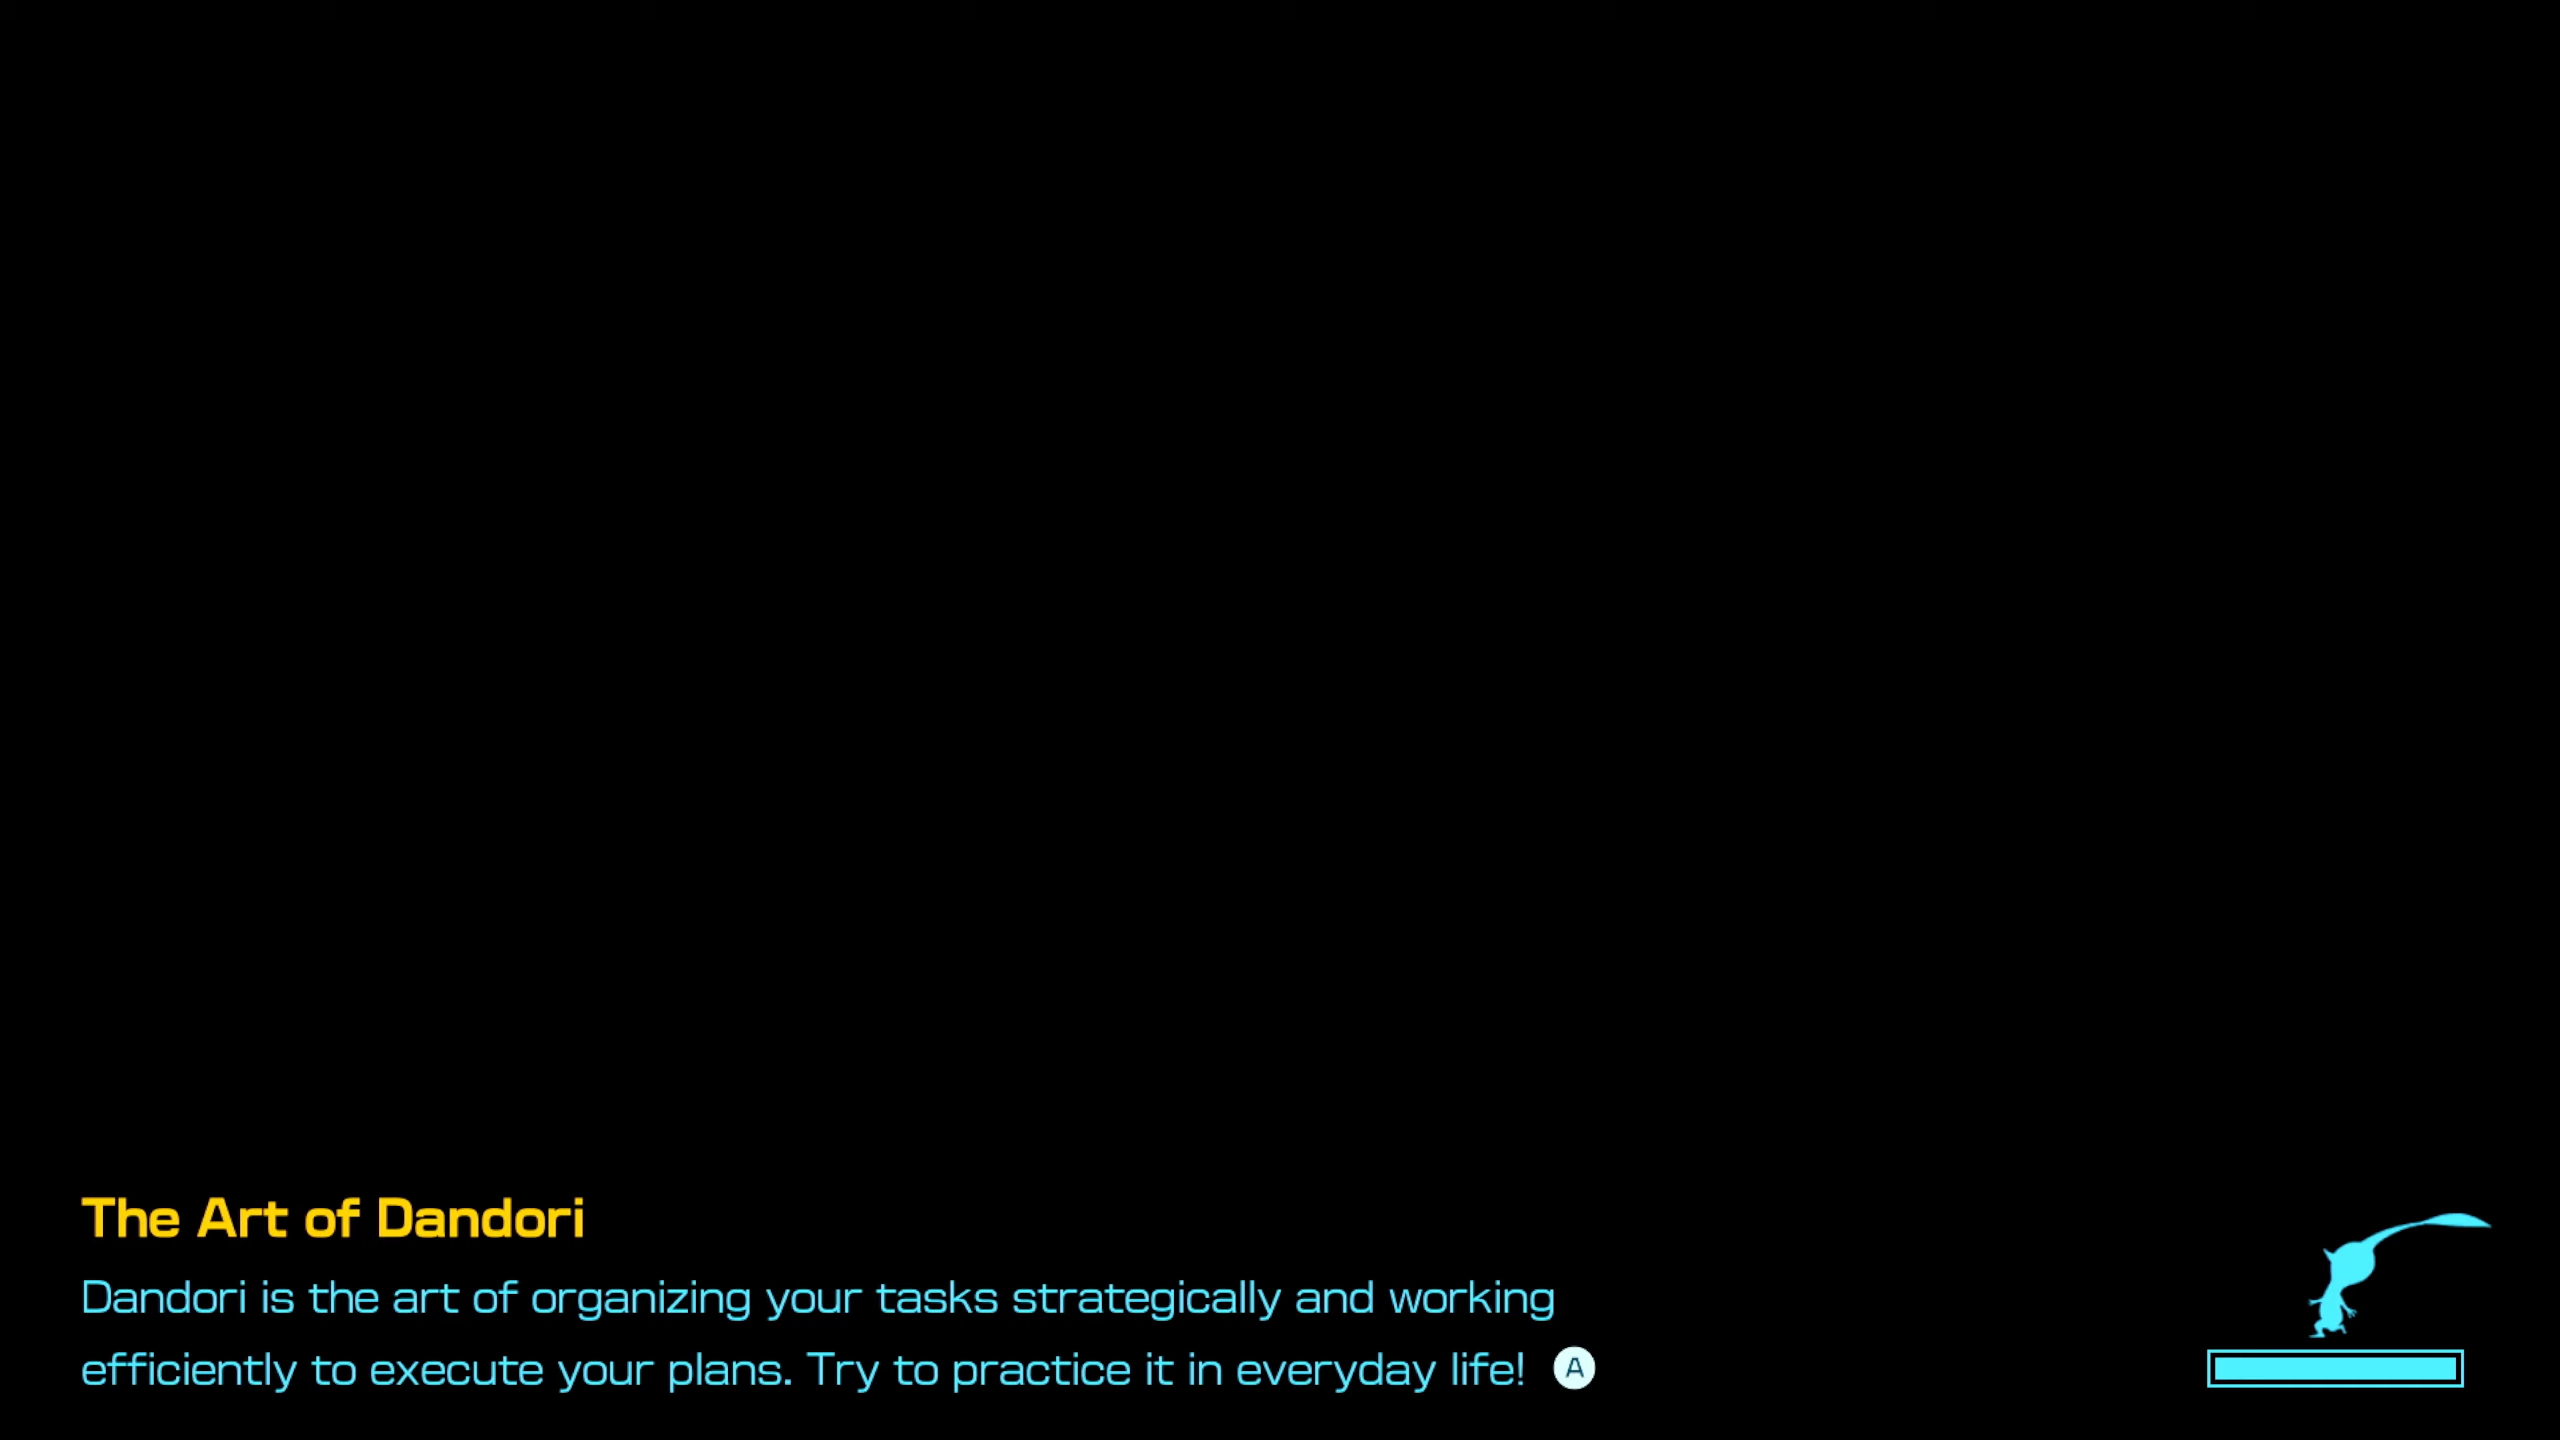 The Art of Dandori
Dandori is the art of organizing your tasks strategically and working
efficiently to execute your plans. Try to practice it in everyday life! A